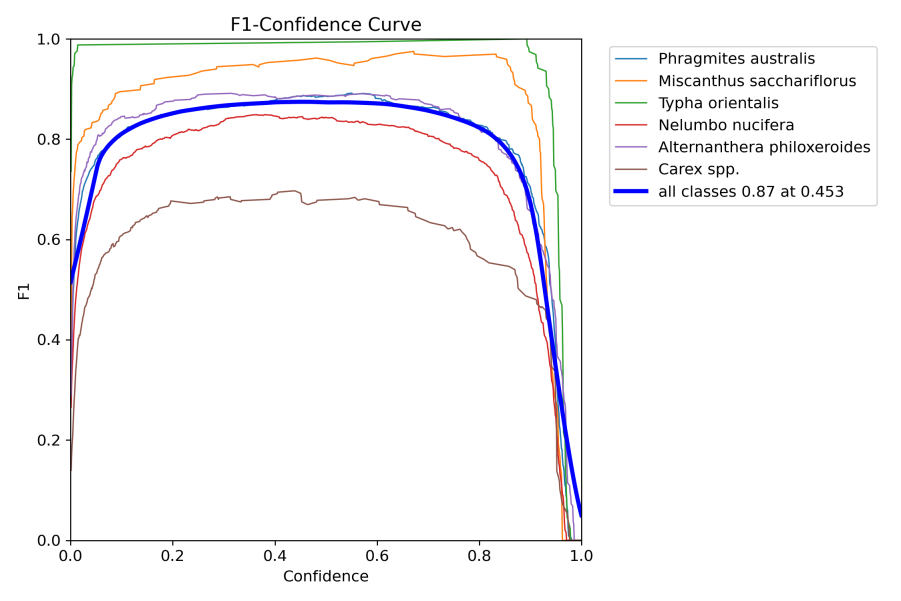 F1-Confidence Curve
1.0
0.8
0.6
0.4
0.2
0.0
F1
0.0 0.2 0.4 0.6 0.8 1.0
Confidence
Phragmites australis
Miscanthus sacchariflorus
Typha orientalis
Nelumbo nucifera
Alternanthera philoxeroides
Carex spp.
all classes 0.87 at 0.453